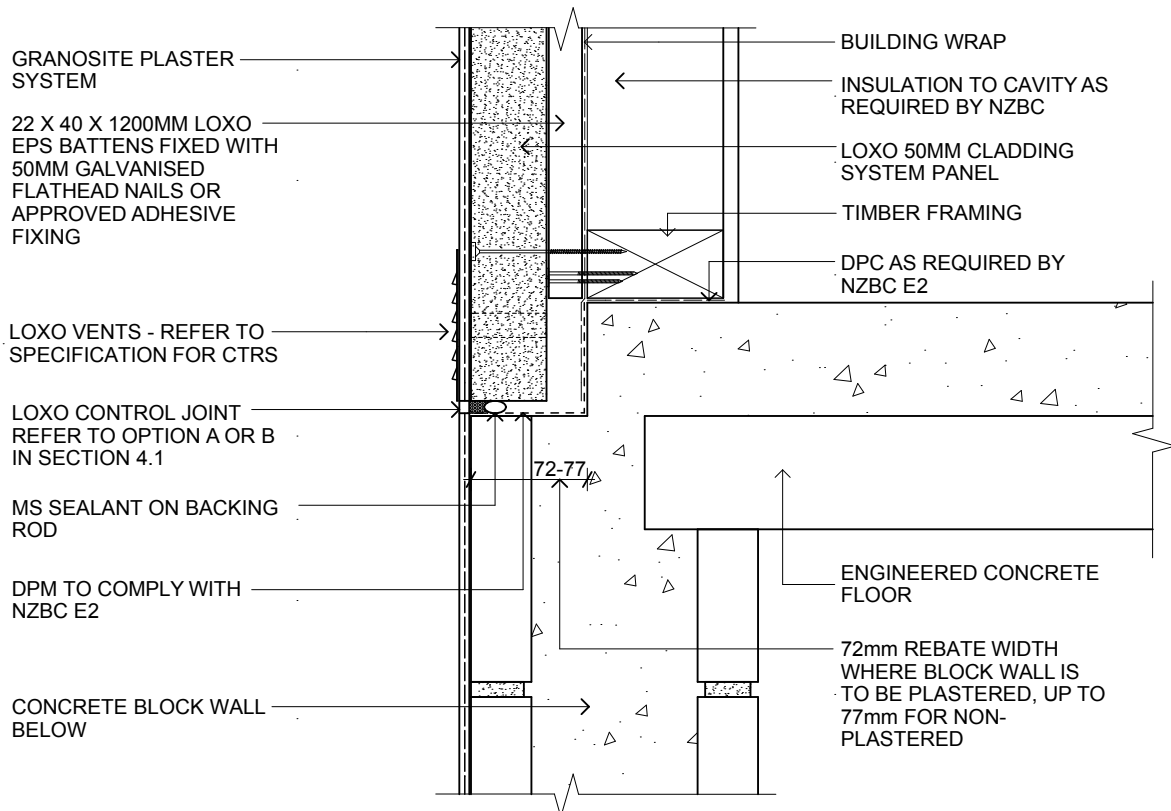 GRANOSITE PLASTER
SYSTEM
22 X 40 X 1200MM LOXO
EPS BATTENS FIXED WITH
50MM GALVANISED
FLATHEAD NAILS OR
APPROVED ADHESIVE
FIXING
LOXO VENTS - REFER TO
SPECIFICATION FOR CTRS
LOXO CONTROL JOINT
REFER TO OPTION A OR B
IN SECTION 4.1
MS SEALANT ON BACKING
ROD
DPM TO COMPLY WITH
NZBC E2
CONCRETE BLOCK WALL
BELOW
72-77
BUILDING WRAP
INSULATION TO CAVITY AS
REQUIRED BY NZBC
LOXO 50MM CLADDING
SYSTEM PANEL
TIMBER FRAMING
DPC AS REQUIRED BY
NZBC E2
ENGINEERED CONCRETE
FLOOR
72mm REBATE WIDTH
WHERE BLOCK WALL IS
TO BE PLASTERED, UP TO
77mm FOR NON-
PLASTERED